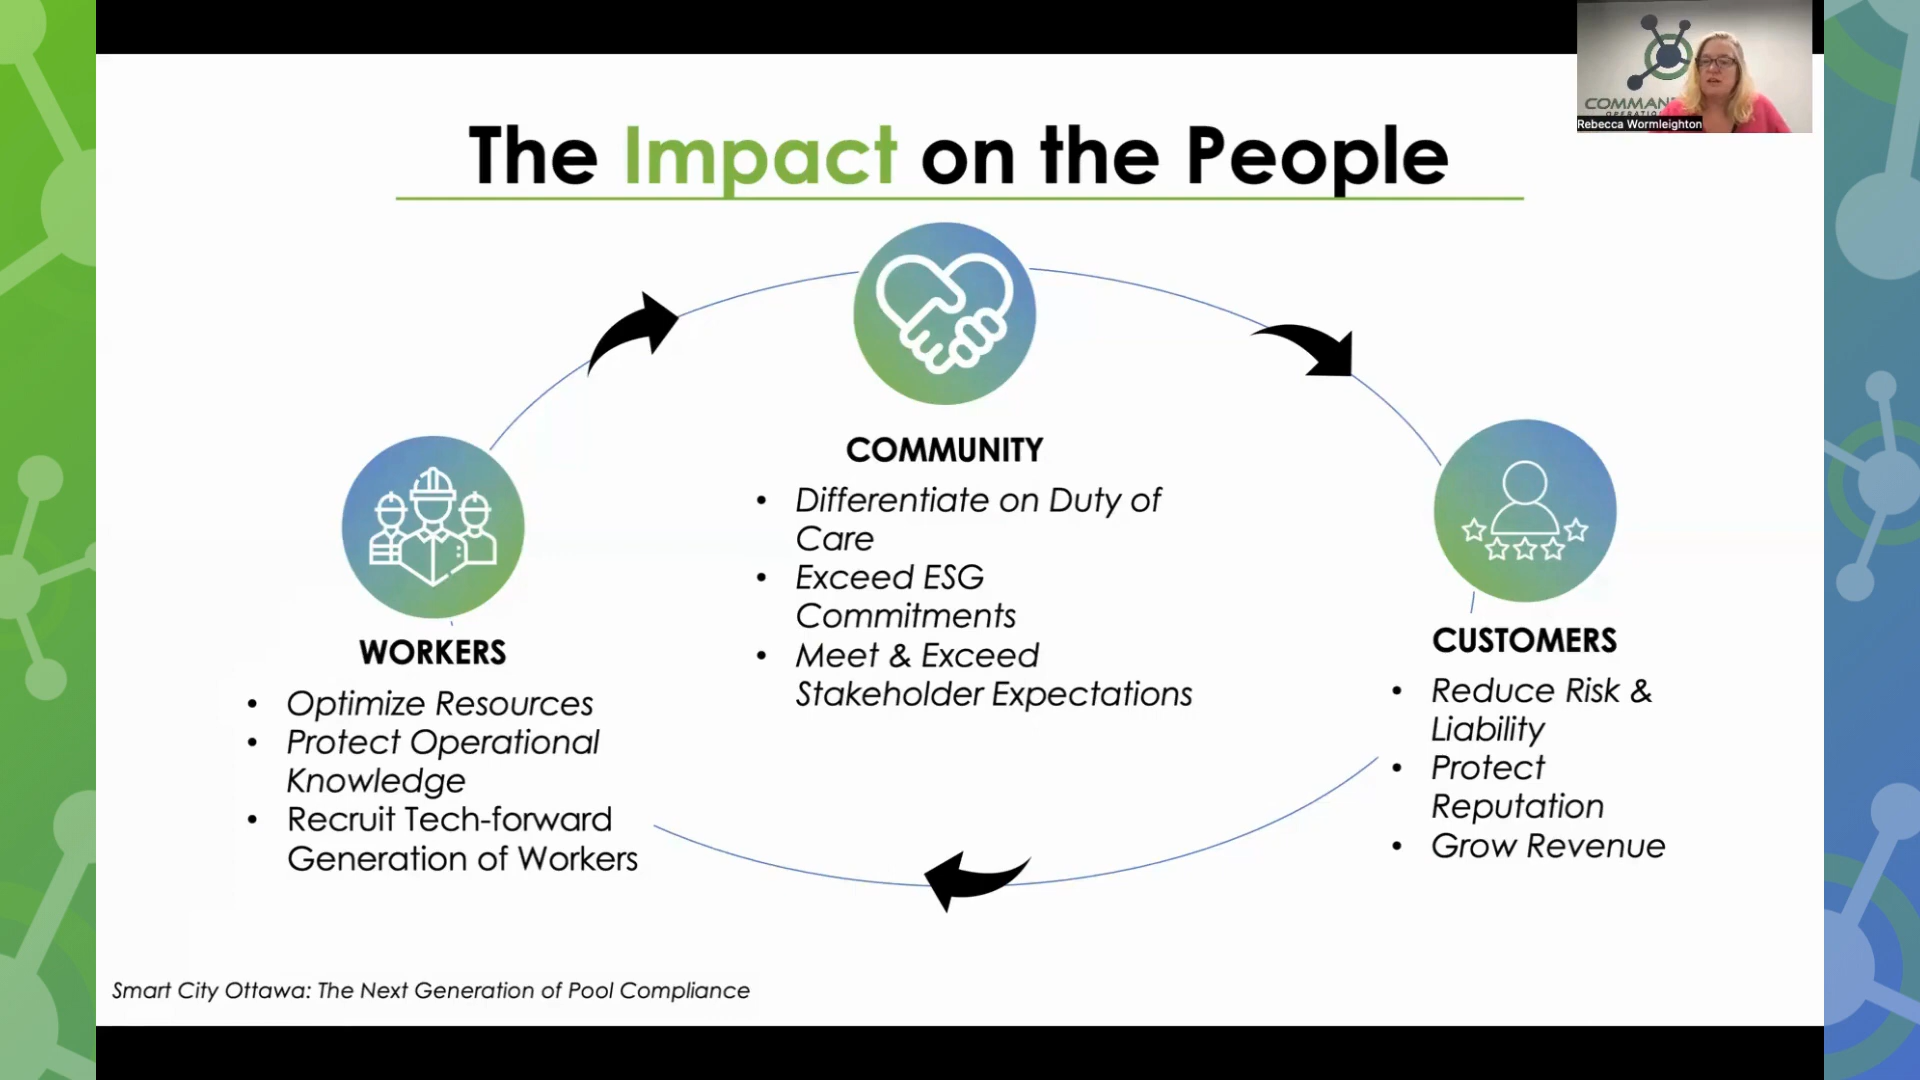 The Impact on the People
COMMAN
OPERATIO
Rebecca Wormleighton
COMMUNITY
• Differentiate on Duty of
Care
• Exceed ESG
Commitments
• Meet & Exceed
Stakeholder Expectations
WORKERS
• Optimize Resources
• Protect Operational
Knowledge
• Recruit Tech-forward
Generation of Workers
CUSTOMERS
• Reduce Risk &
Liability
• Protect
Reputation
• Grow Revenue
Smart City Ottawa: The Next Generation of Pool Compliance